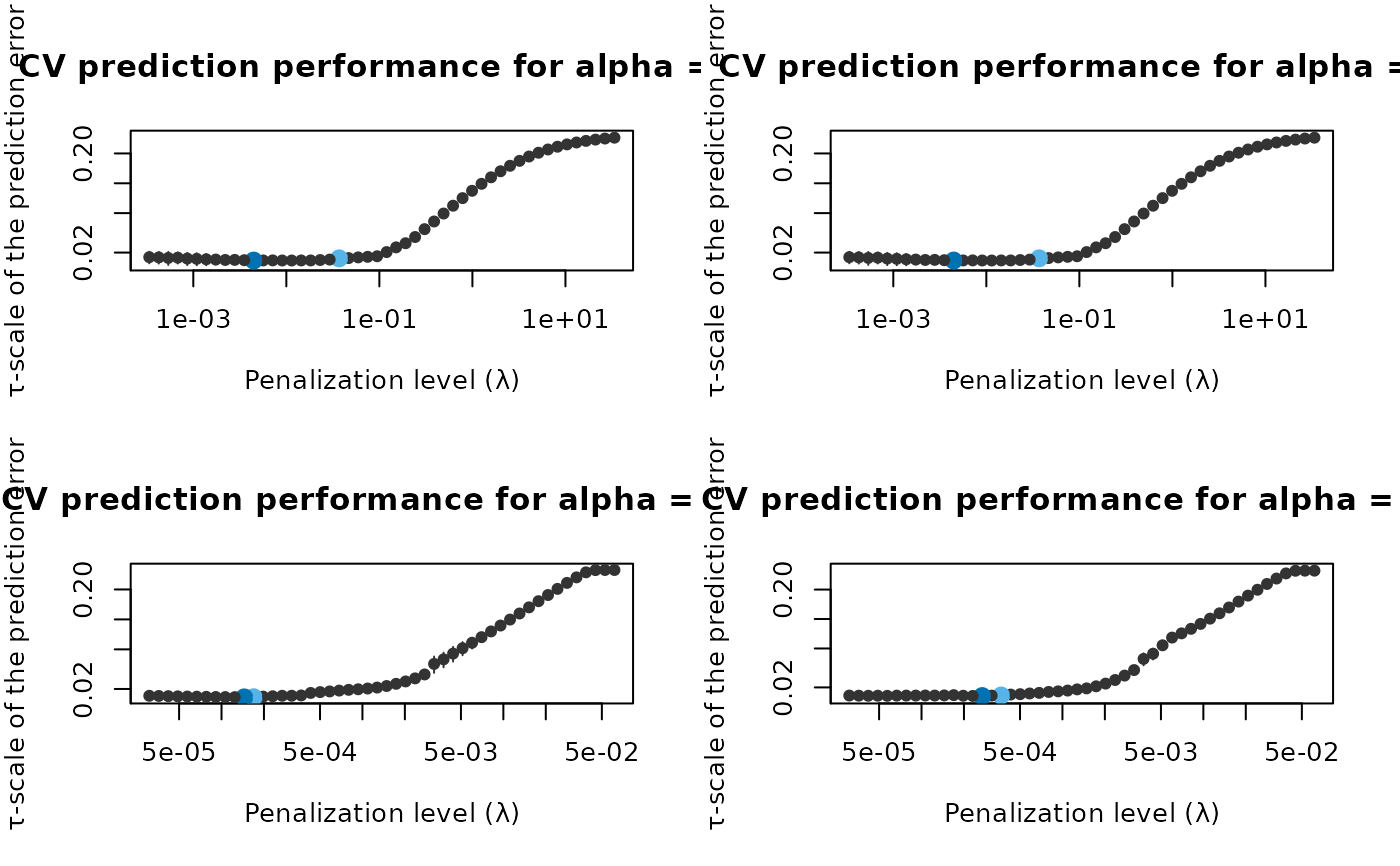 CV prediction performance for alpha =
τ-scale of the prediction error
0.20
0.02
1e-03 1e-01 1e+01
Penalization level (λ)
CV prediction performance for alpha =
τ-scale of the prediction error
0.20
0.02
1e-03 1e-01 1e+01
Penalization level (λ)
CV prediction performance for alpha =
τ-scale of the prediction error
0.20
0.02
5e-05 5e-04 5e-03 5e-02
Penalization level (λ)
CV prediction performance for alpha =
τ-scale of the prediction error
0.20
0.02
5e-05 5e-04 5e-03 5e-02
Penalization level (λ)